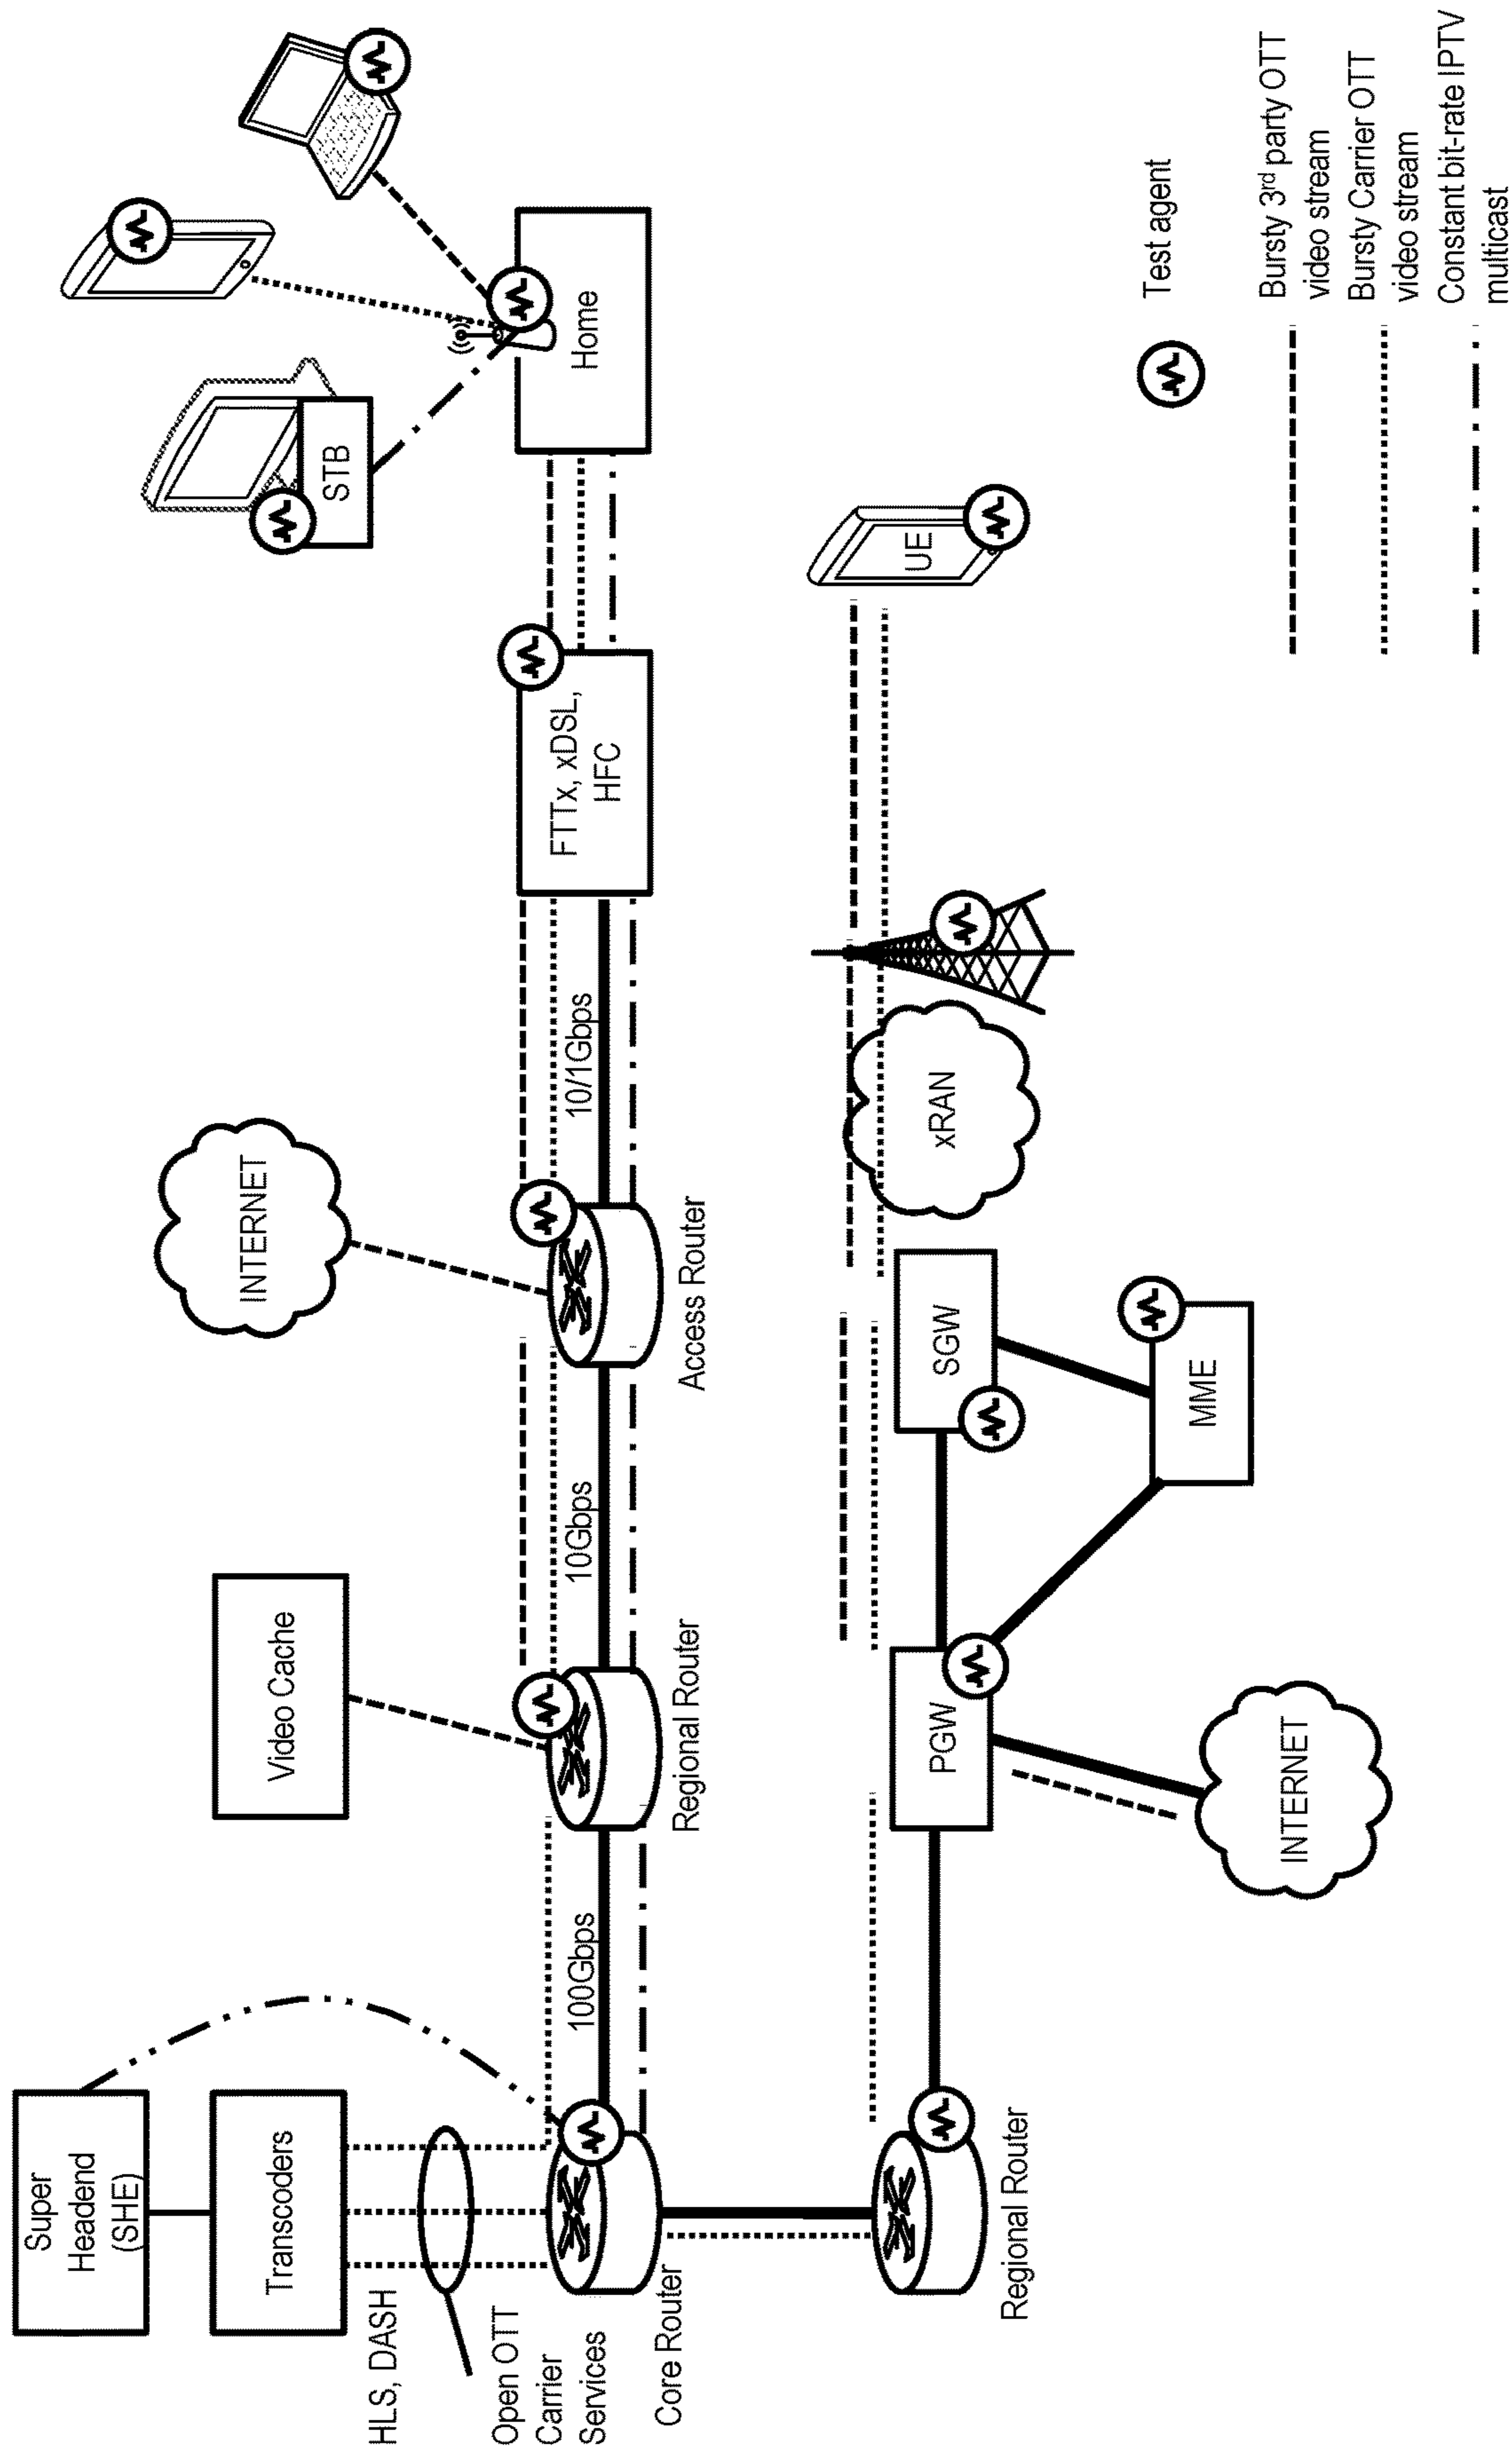 Super
Headend
(SHE)
Transcoders
HLS, DASH
Open OTT
Carrier
Services
Core Router
100Gbps
Video Cache
Regional Router
10Gbps
INTERNET
Access Router
10/1Gbps
FTTx, xDSL,
HFC
STB
Home
Regional Router
PGW
INTERNET
SGW
MME
xRAN
UE
Test agent
Bursty 3rd party OTT
video stream
Bursty Carrier OTT
video stream
Constant bit-rate IPTV
multicast